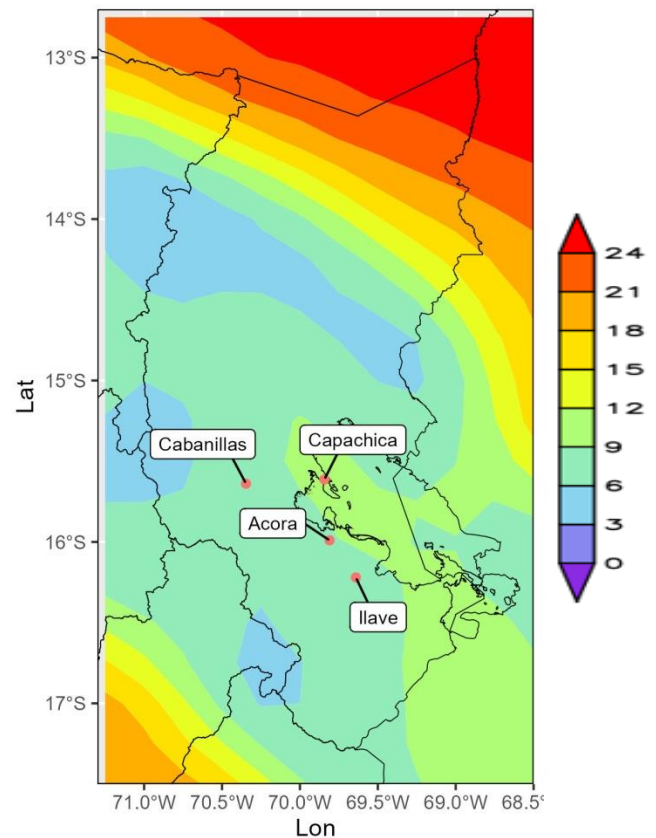 13°S
14°S
15°S
16°S
17°S
Lat
Cabanillas
Capachica
Acora
Ilave
71.0°W 70.5°W 70.0°W 69.5°W 69.0°W 68.5°
Lon
24
21
18
15
12
9
6
3
0